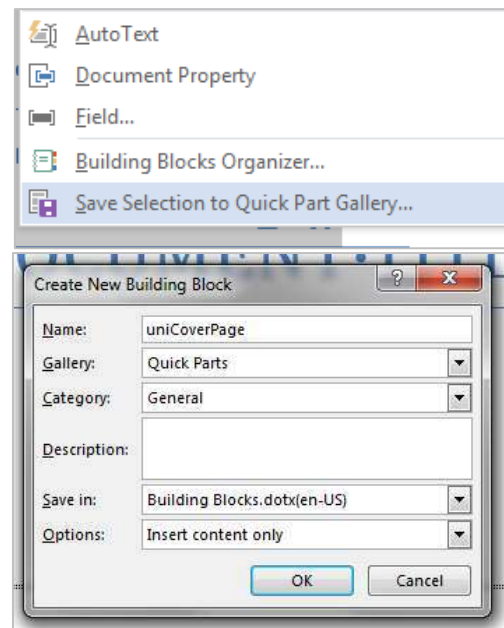 AutoText
Document Property
Field...
Building Blocks Organizer...
Save Selection to Quick Part Gallery...
Create New Building Block
Name: uniCoverPage
Gallery: Quick Parts
Category: General
Description:
Save in: Building Blocks.dotx(en-US)
Options: Insert content only
OK Cancel